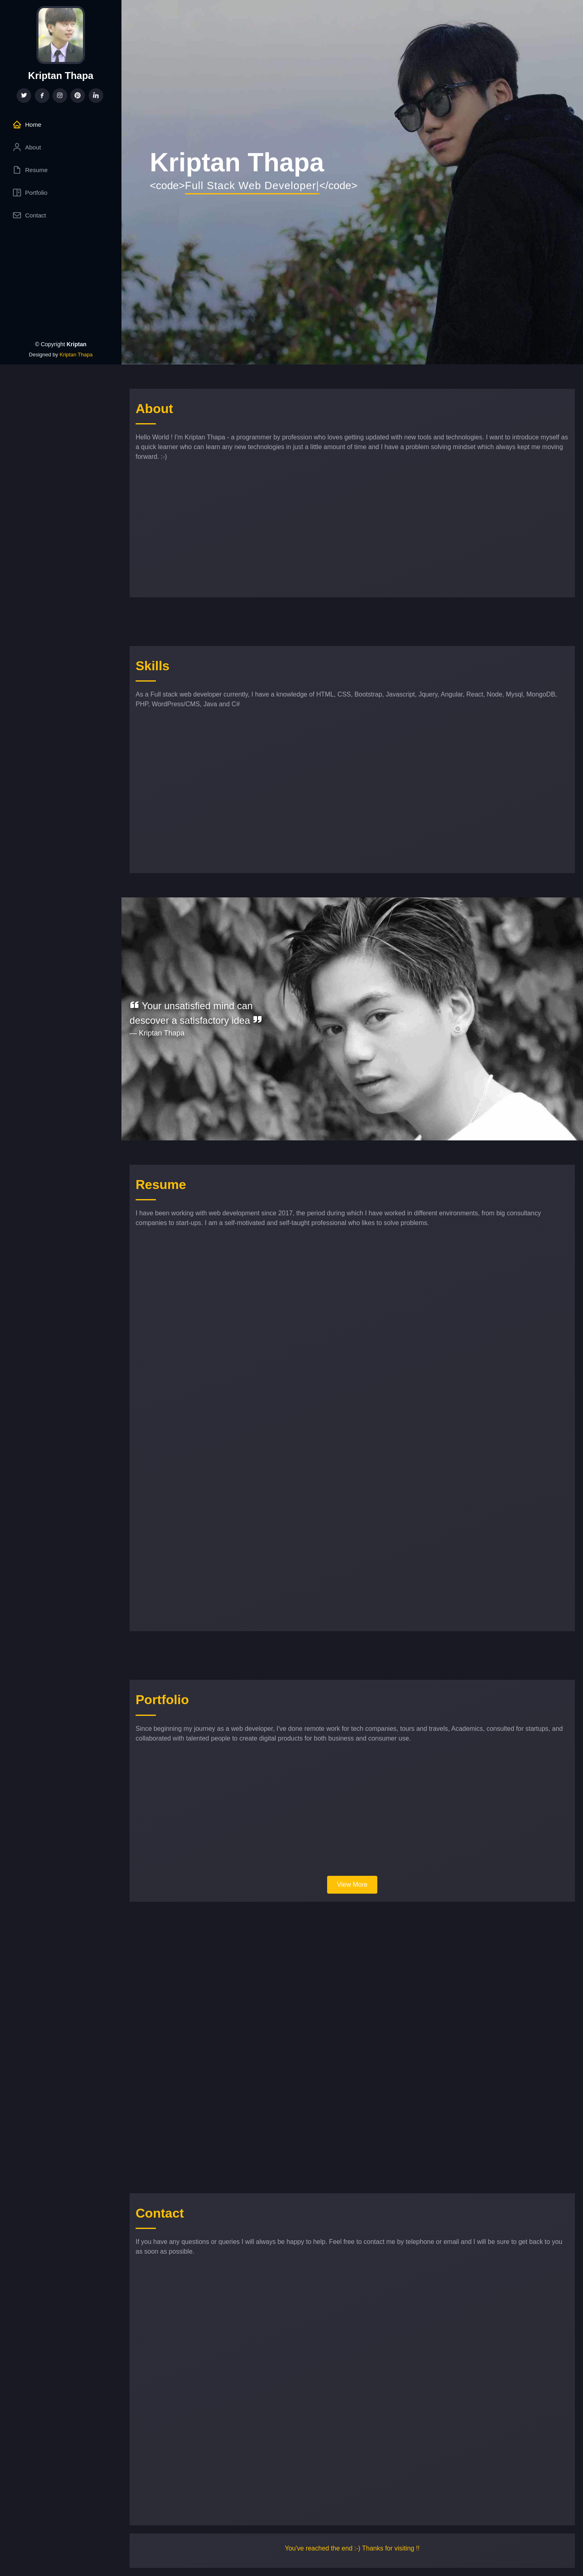 Kriptan Thapa
Home
About
Resume
Portfolio
Contact
© Copyright Kriptan
Designed by Kriptan Thapa
Kriptan Thapa
<code>Full Stack Web Developer|</code>
About
Hello World ! I'm Kriptan Thapa - a programmer by profession who loves getting updated with new tools and technologies. I want to introduce myself as
a quick learner who can learn any new technologies in just a little amount of time and I have a problem solving mindset which always kept me moving
forward. :-)
Skills
As a Full stack web developer currently, I have a knowledge of HTML, CSS, Bootstrap, Javascript, Jquery, Angular, React, Node, Mysql, MongoDB,
PHP, WordPress/CMS, Java and C#
❝ Your unsatisfied mind can
descover a satisfactory idea ❞
— Kriptan Thapa
Resume
I have been working with web development since 2017, the period during which I have worked in different environments, from big consultancy
companies to start-ups. I am a self-motivated and self-taught professional who likes to solve problems.
Portfolio
Since beginning my journey as a web developer, I've done remote work for tech companies, tours and travels, Academics, consulted for startups, and
collaborated with talented people to create digital products for both business and consumer use.
View More
Contact
If you have any questions or queries I will always be happy to help. Feel free to contact me by telephone or email and I will be sure to get back to you
as soon as possible.
You've reached the end :-) Thanks for visiting !!